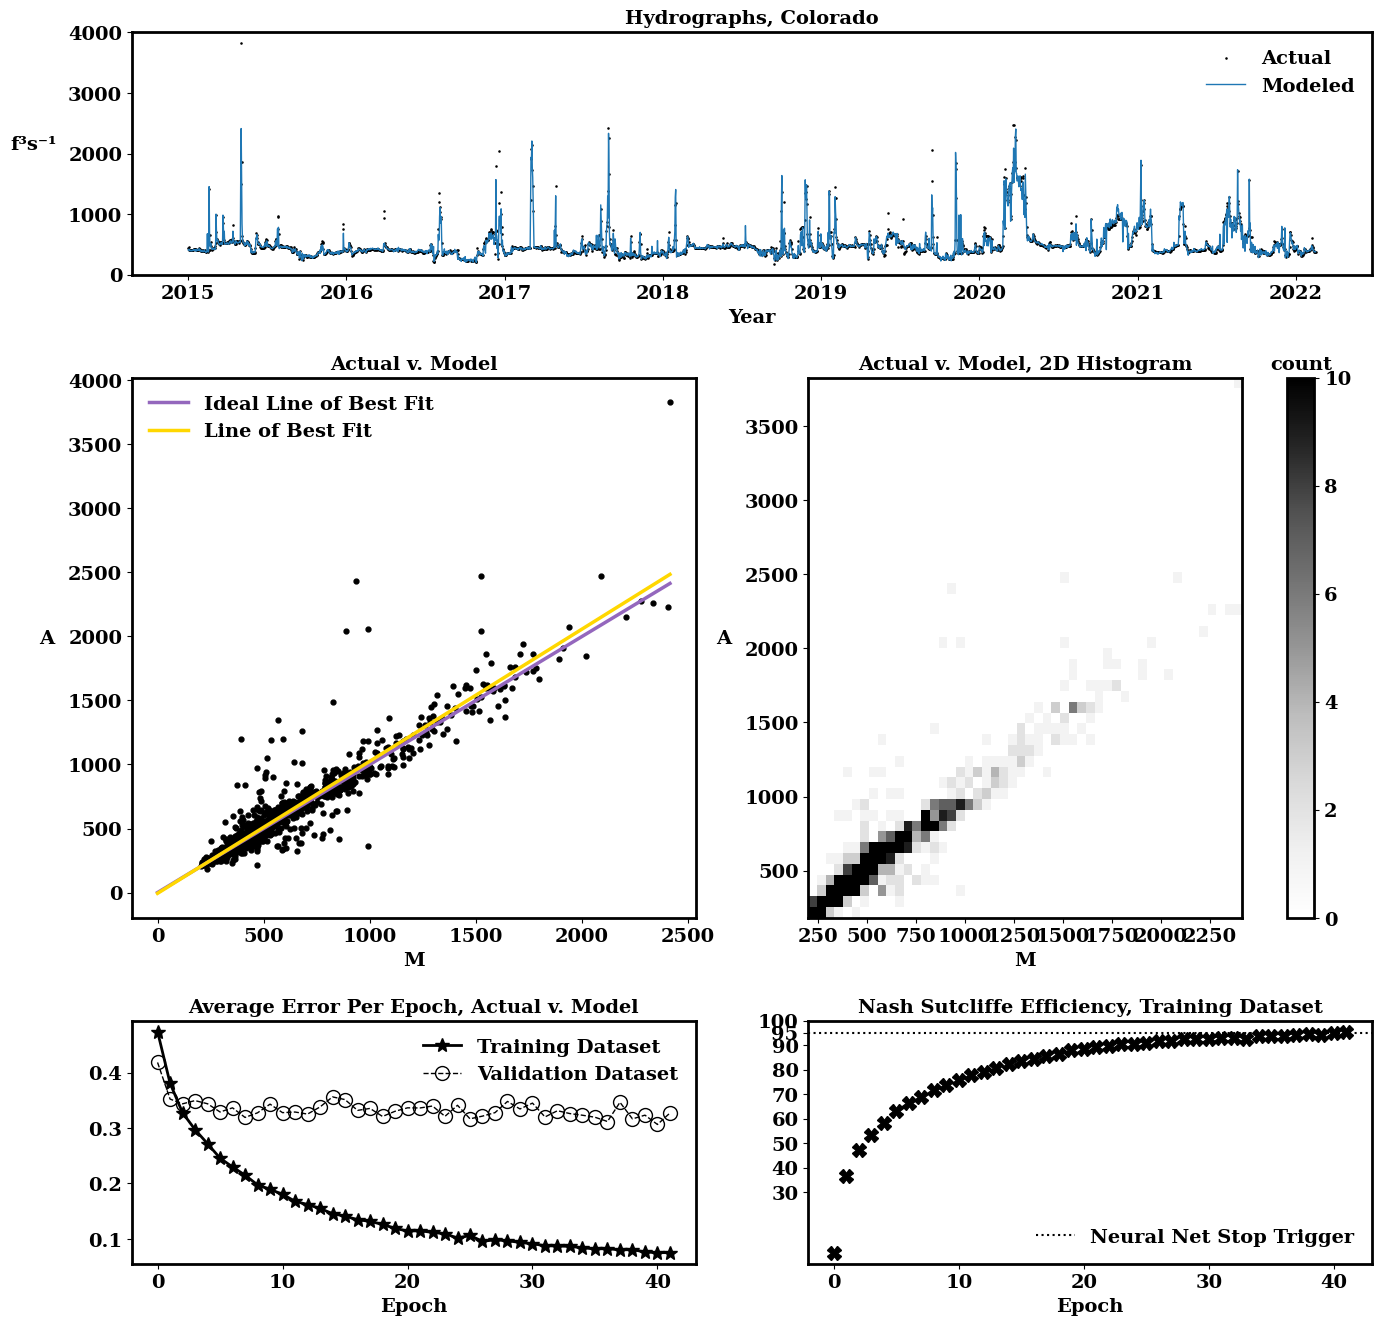 Hydrographs, Colorado
4000
3000
2000
1000
0
f³s⁻¹
Actual
Modeled
2015 2016 2017 2018 2019 2020 2021 2022
Year
Actual v. Model
4000
3500
3000
2500
2000
1500
1000
500
0
A
Ideal Line of Best Fit
Line of Best Fit
0 500 1000 1500 2000 2500
M
Actual v. Model, 2D Histogram
3500
3000
2500
2000
1500
1000
500
A
250 500 750 1000 1250 1500 1750 2000 2250
M
count
10
8
6
4
2
0
Average Error Per Epoch, Actual v. Model
0.4
0.3
0.2
0.1
Training Dataset
Validation Dataset
0 10 20 30 40
Epoch
Nash Sutcliffe Efficiency, Training Dataset
100
95
90
80
70
60
50
40
30
Neural Net Stop Trigger
0 10 20 30 40
Epoch